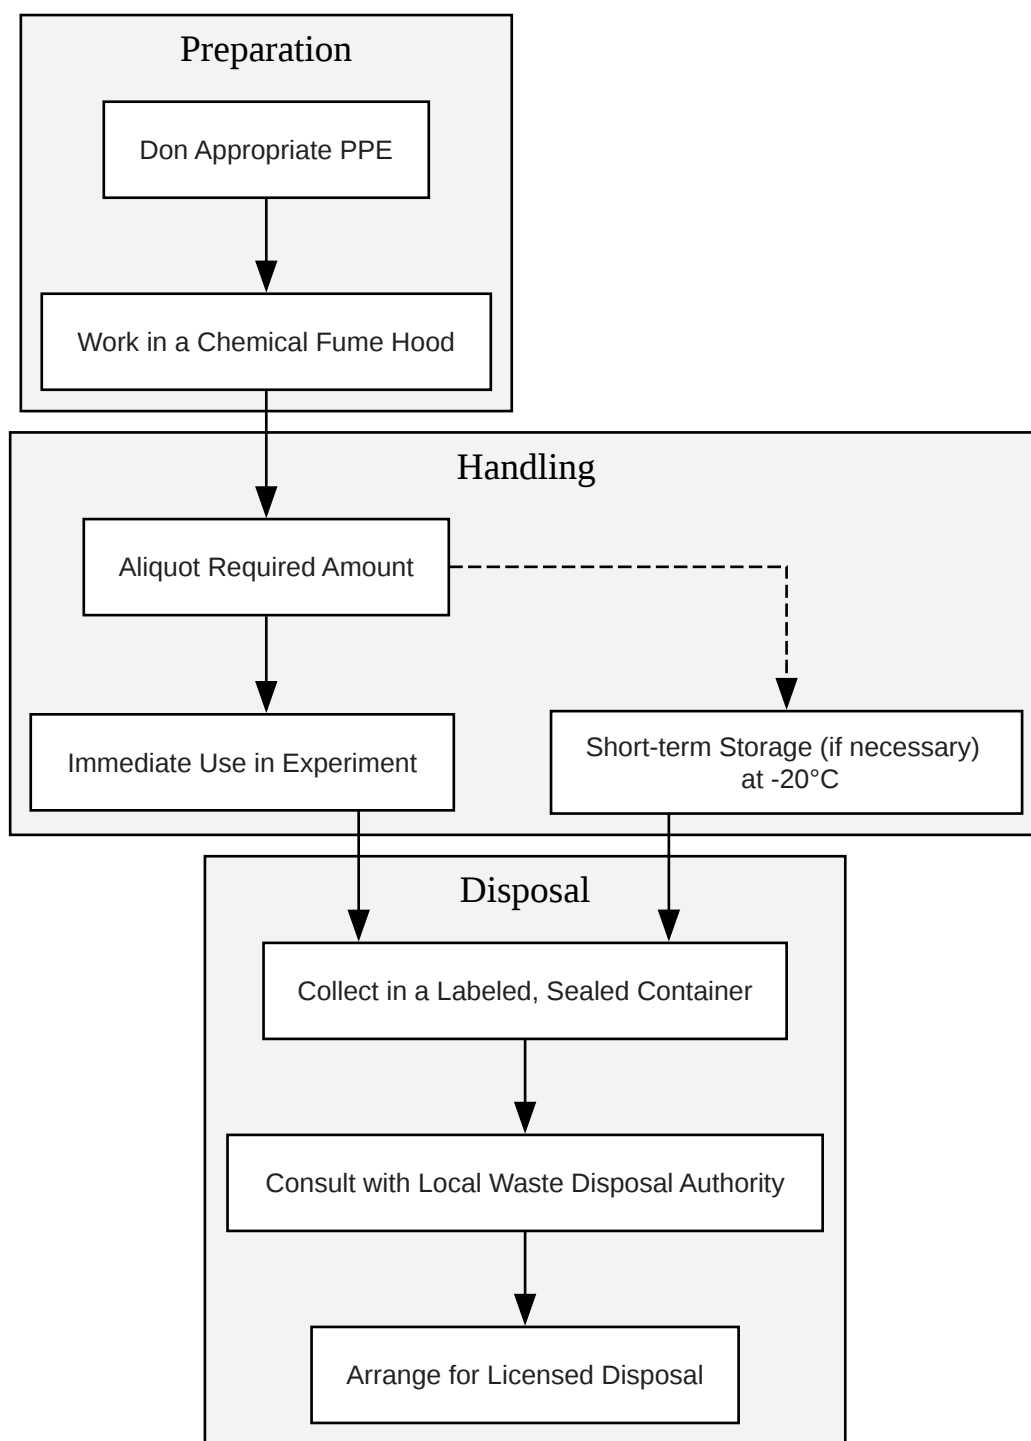 Preparation
Don Appropriate PPE
Work in a Chemical Fume Hood
Handling
Aliquot Required Amount
Immediate Use in Experiment
Short-term Storage (if necessary)
at -20°C
Disposal
Collect in a Labeled, Sealed Container
Consult with Local Waste Disposal Authority
Arrange for Licensed Disposal